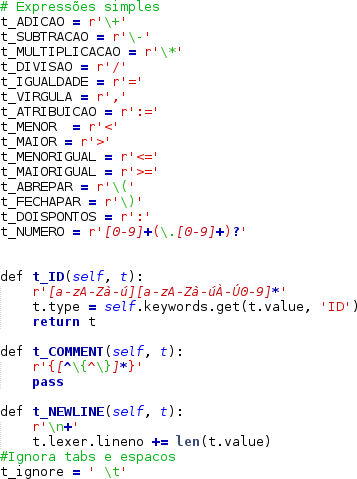 # Expressões simples
t_ADICAO = r'\+'
t_SUBTRACAO = r'\-'
t_MULTIPLICACAO = r'\*'
t_DIVISAO = r'/'
t_IGUALDADE = r'='
t_VIRGULA = r','
t_ATRIBUICAO = r':='
t_MENOR  = r'<'
t_MAIOR = r'>'
t_MENORIGUAL = r'<='
t_MAIORIGUAL = r'>='
t_ABREPAR = r'\('
t_FECHAPAR = r'\)'
t_DOISPONTOS = r':'
t_NUMERO = r'[0-9]+(\.[0-9]+)?'
def t_ID(self, t):
    r'[a-zA-Zà-ú][a-zA-Zà-úÀ-Ú0-9]*'
    t.type = self.keywords.get(t.value, 'ID')
    return t
def t_COMMENT(self, t):
    r'{[^\{^\}]*}'
    pass
def t_NEWLINE(self, t):
    r'\n+'
    t.lexer.lineno += len(t.value)
#Ignora tabs e espacos
t_ignore = ' \t'